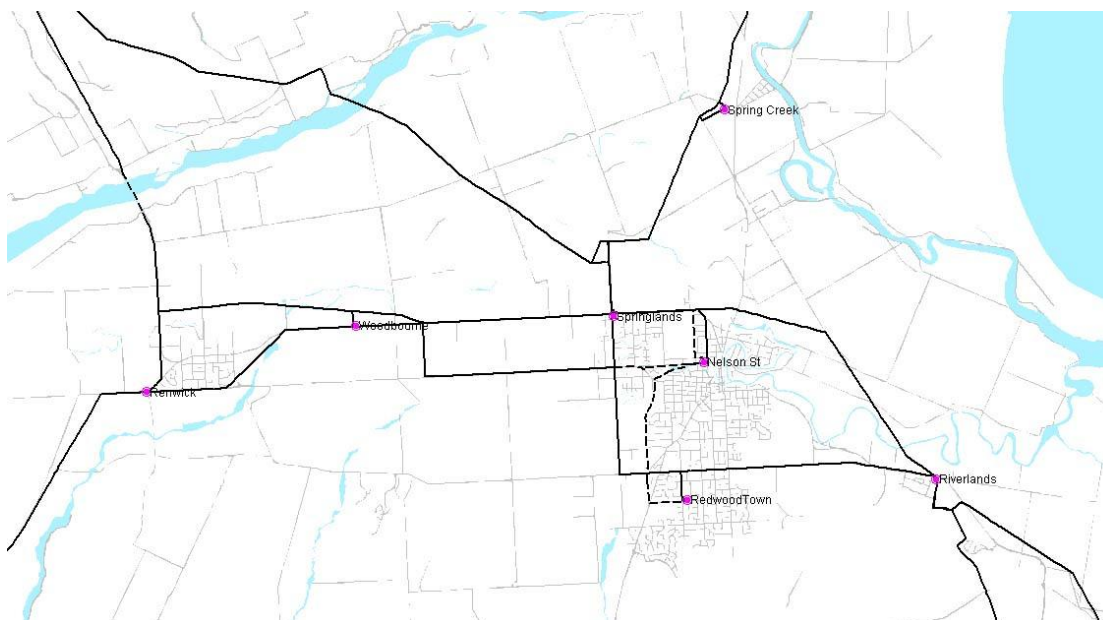 Spring Creek
Springlands
Woodbourne
Nelson St
Renwick
Riverlands
RedwoodTown